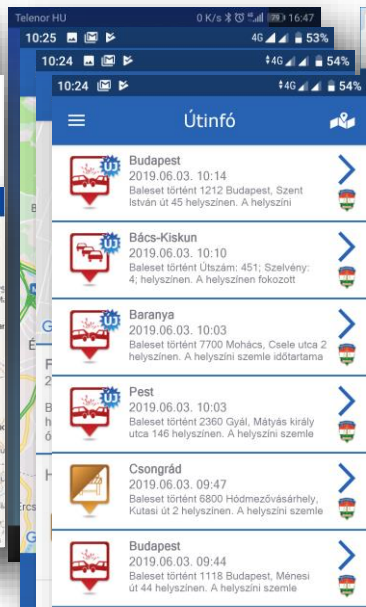 Telenor HU 0 K/s 79 16:47
10:25 4G 53%
10:24 4G 54%
10:24 4G 54%
Útinfó
ÚJ
Budapest
2019.06.03. 10:14
Baleset történt 1212 Budapest, Szent
István út 45 helyszínen. A helyszíni
ÚJ
Bács-Kiskun
2019.06.03. 10:10
Baleset történt Útszám: 451; Szelvény:
4; helyszínen. A helyszínen fokozott
ÚJ
Baranya
2019.06.03. 10:03
Baleset történt 7700 Mohács, Csele utca 2
helyszínen. A helyszíni szemle időtartama
ÚJ
Pest
2019.06.03. 10:03
Baleset történt 2360 Gyál, Mátyás király
utca 146 helyszínen. A helyszíni szemle
Csongrád
2019.06.03. 09:47
Baleset történt 6800 Hódmezővásárhely,
Kutasi út 2 helyszínen. A helyszíni szemle
Budapest
2019.06.03. 09:44
Baleset történt 1118 Budapest, Ménesi
út 44 helyszínen. A helyszíni szemle